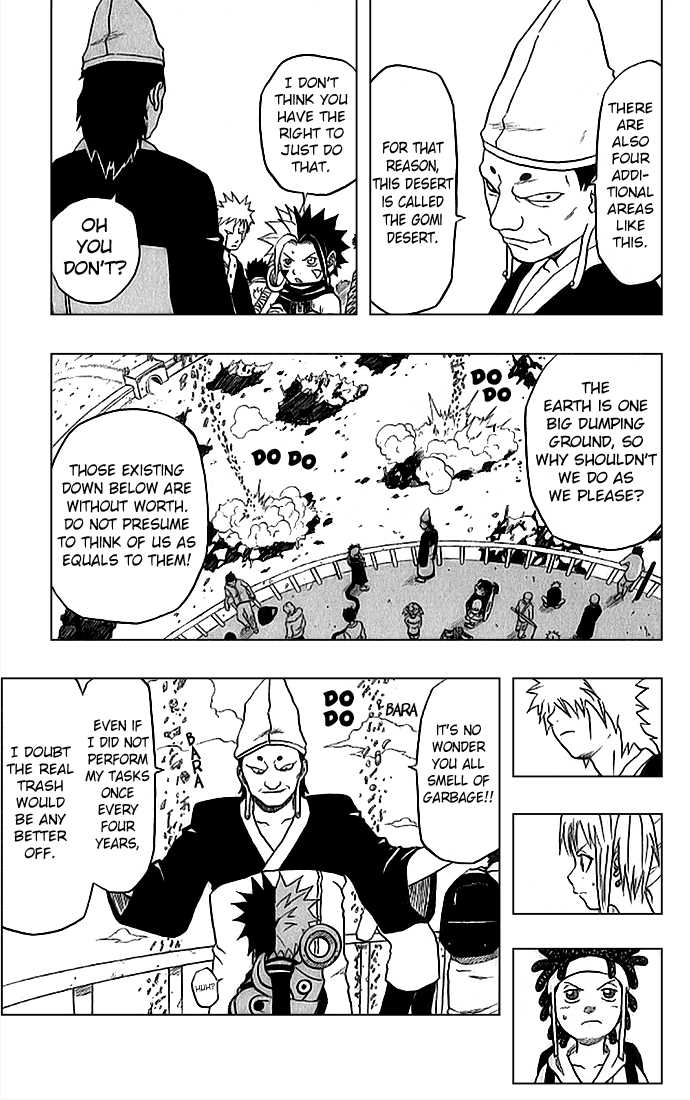 THERE
ARE
ALSO
FOUR
ADDI-
TIONAL
AREAS
LIKE
THIS.
FOR THAT
REASON,
THIS DESERT
IS CALLED
THE GOMI
DESERT.
I DON'T
THINK YOU
HAVE THE
RIGHT TO
JUST DO
THAT.
OH
YOU
DON'T?
THE
EARTH IS ONE
BIG DUMPING
GROUND, SO
WHY SHOULDN'T
WE DO AS
WE PLEASE?
DO
DO
DO DO
THOSE EXISTING
DOWN BELOW ARE
WITHOUT WORTH.
DO NOT PRESUME
TO THINK OF US AS
EQUALS TO THEM!
IT'S NO
WONDER YOU
ALL
SMELL OF
GARBAGE!!
BARA
DO
DO
BARA
EVEN IF
I DID NOT
PERFORM
MY TASKS
ONCE
EVERY
FOUR
YEARS,
I DOUBT
THE REAL
TRASH
WOULD
BE ANY
BETTER
OFF.
HUH?